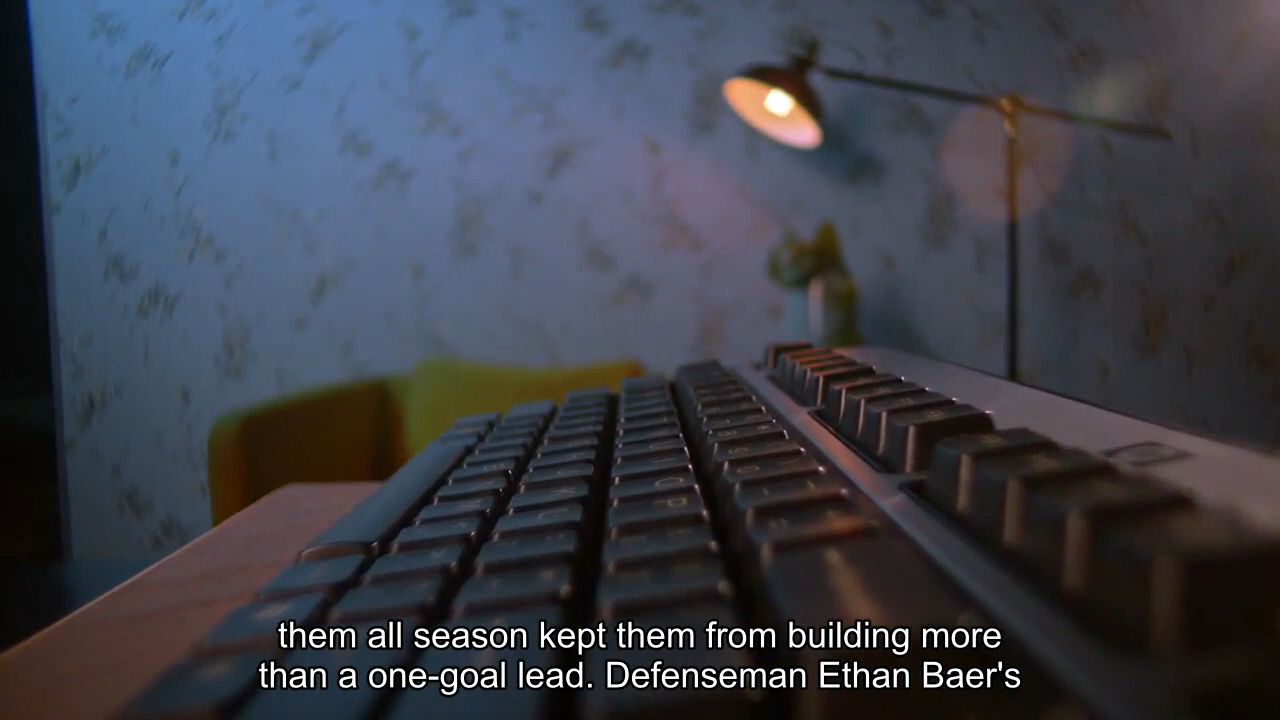 them all season kept them from building more
than a one-goal lead. Defenseman Ethan Baer's